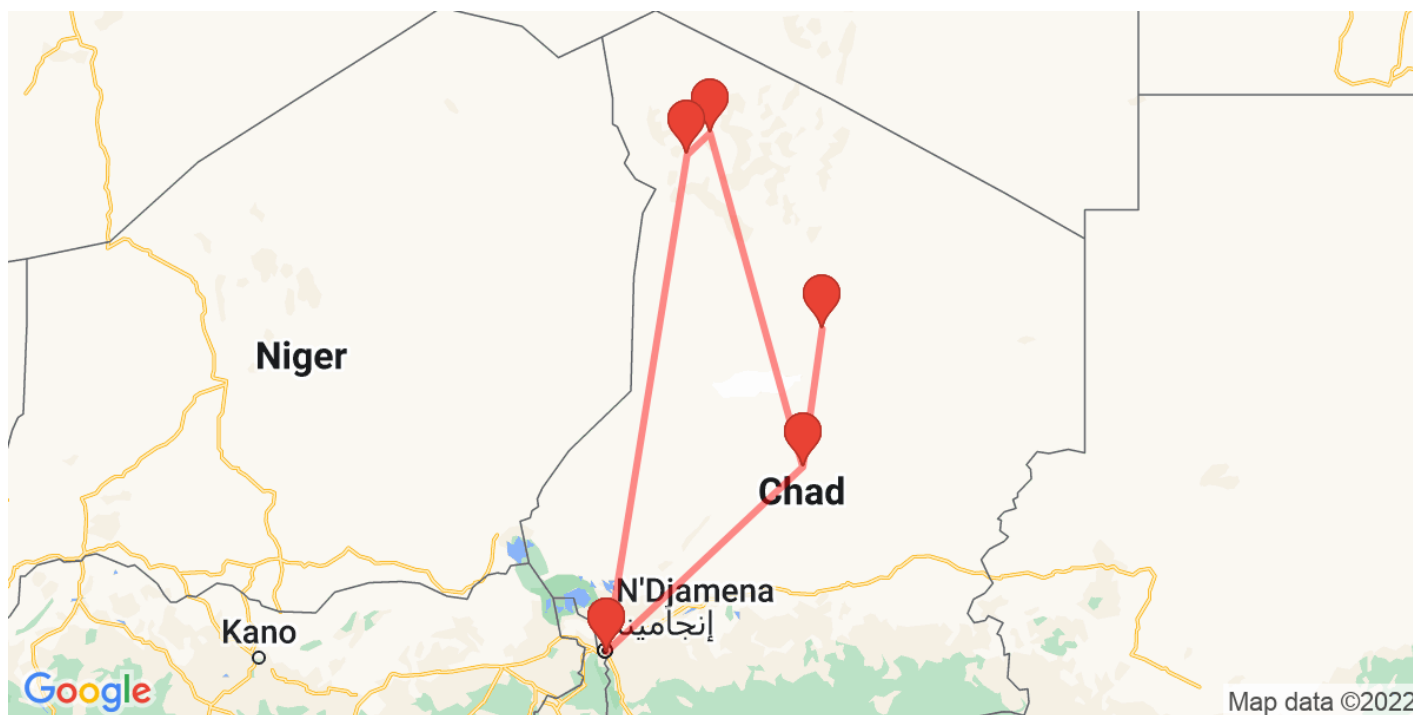 Niger
Chad
N'Djamena
إنجامينا
Kano
Google
Map data ©2022